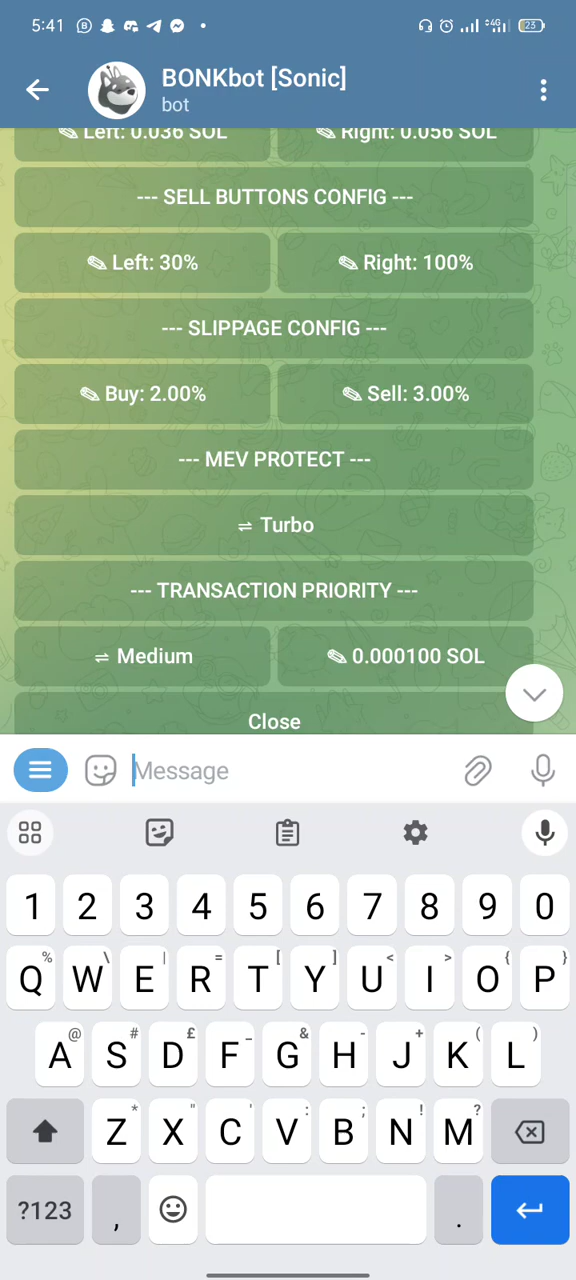 5:41
4G
23
BONKbot [Sonic]
bot
✎ Left: 0.036 SOL ✎ Right: 0.056 SOL
--- SELL BUTTONS CONFIG ---
✎ Left: 30% ✎ Right: 100%
--- SLIPPAGE CONFIG ---
✎ Buy: 2.00% ✎ Sell: 3.00%
--- MEV PROTECT ---
⇌ Turbo
--- TRANSACTION PRIORITY ---
⇌ Medium ✎ 0.000100 SOL
Close
Message
1 2 3 4 5 6 7 8 9 0
% \ | = [ ] < > { }
Q W E R T Y U I O P
@ # £ _ & - + ( )
A S D F G H J K L
* " ' : ; ! ?
Z X C V B N M
?123 , .